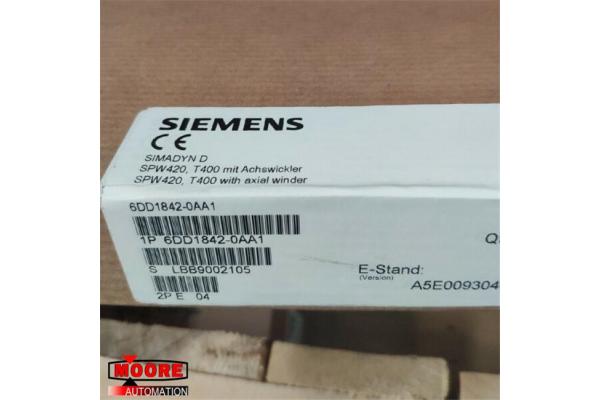 SIEMENS
CE
SIMADYN D
SPW420, T400 mit Achswickler
SPW420, T400 with axial winder
6DD1842-0AA1
1P 6DD1842-0AA1
S LBB9002105
2P E 04
E-Stand:
(Version)
A5E009304
MOORE
AUTOMATION